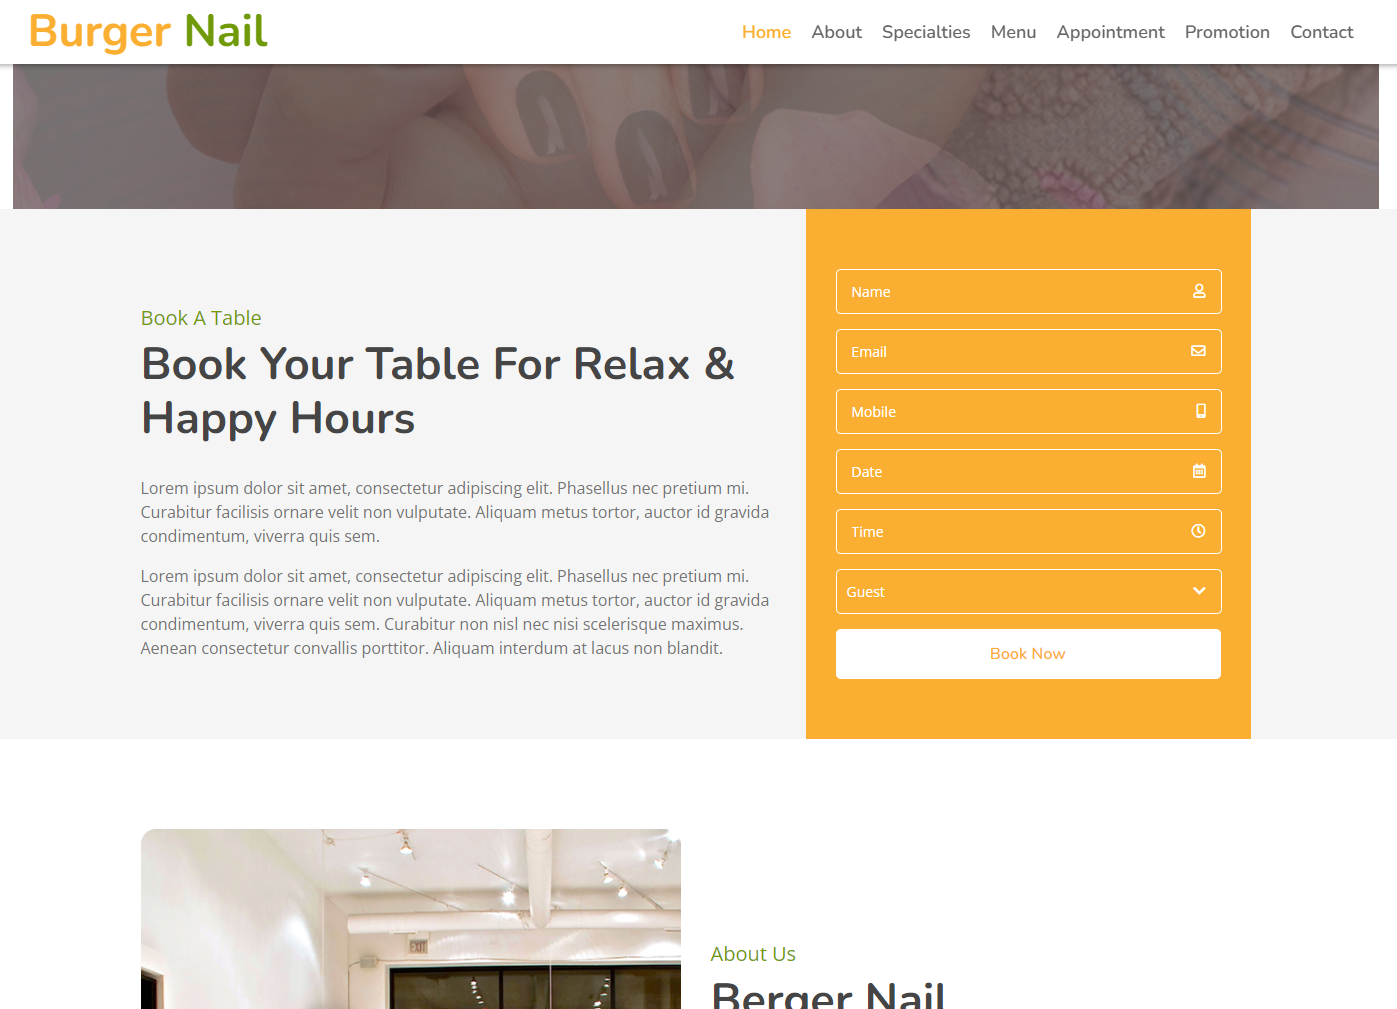 Burger Nail
Home About Specialties Menu Appointment Promotion Contact
Book A Table
Book Your Table For Relax &
Happy Hours
Lorem ipsum dolor sit amet, consectetur adipiscing elit. Phasellus nec pretium mi.
Curabitur facilisis ornare velit non vulputate. Aliquam metus tortor, auctor id gravida
condimentum, viverra quis sem.
Lorem ipsum dolor sit amet, consectetur adipiscing elit. Phasellus nec pretium mi.
Curabitur facilisis ornare velit non vulputate. Aliquam metus tortor, auctor id gravida
condimentum, viverra quis sem. Curabitur non nisl nec nisi scelerisque maximus.
Aenean consectetur convallis porttitor. Aliquam interdum at lacus non blandit.
Name
Email
Mobile
Date
Time
Guest
Book Now
EXIT
About Us
Berger Nail